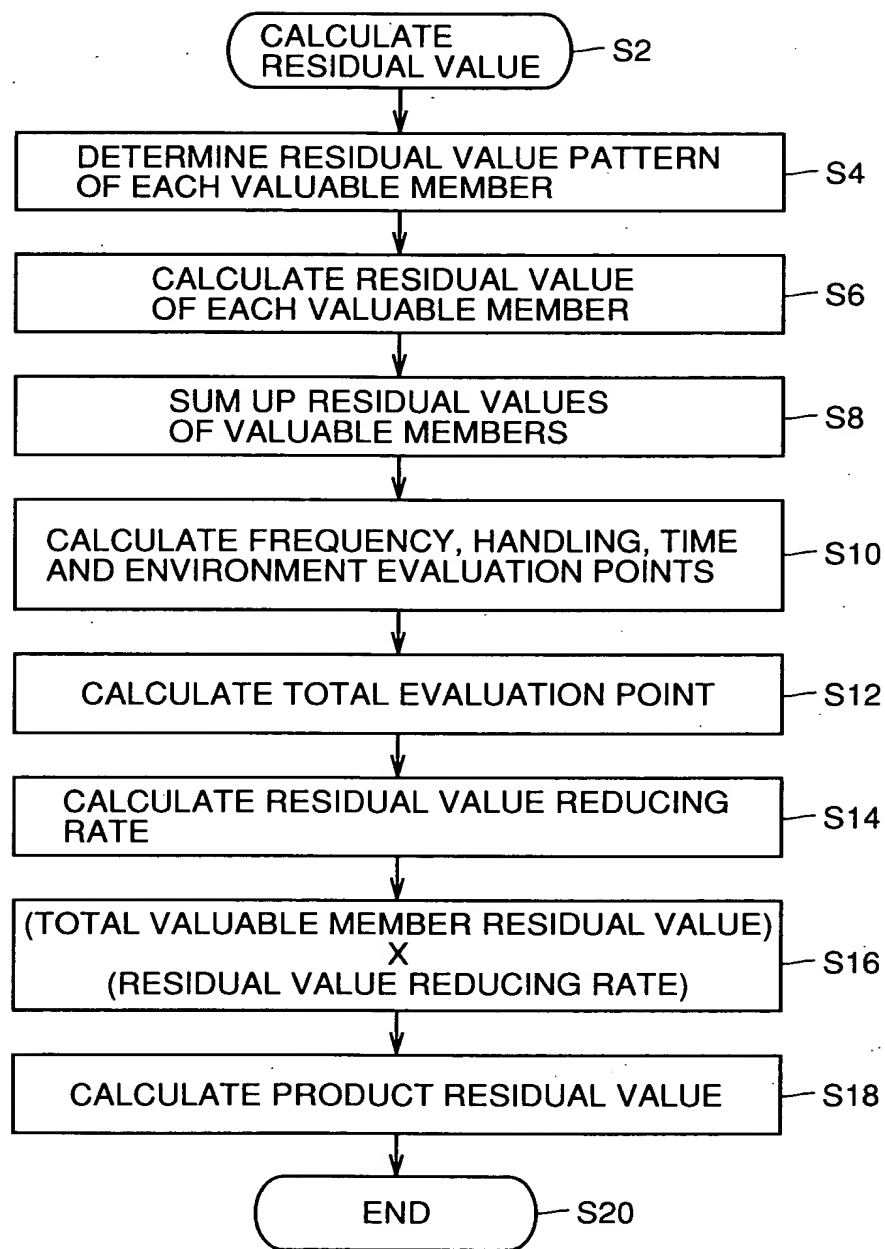 CALCULATE
RESIDUAL VALUE
S2
DETERMINE RESIDUAL VALUE PATTERN
OF EACH VALUABLE MEMBER
S4
CALCULATE RESIDUAL VALUE
OF EACH VALUABLE MEMBER
S6
SUM UP RESIDUAL VALUES
OF VALUABLE MEMBERS
S8
CALCULATE FREQUENCY, HANDLING, TIME
AND ENVIRONMENT EVALUATION POINTS
S10
CALCULATE TOTAL EVALUATION POINT
S12
CALCULATE RESIDUAL VALUE REDUCING
RATE
S14
(TOTAL VALUABLE MEMBER RESIDUAL VALUE)
X
(RESIDUAL VALUE REDUCING RATE)
S16
CALCULATE PRODUCT RESIDUAL VALUE
S18
END
S20